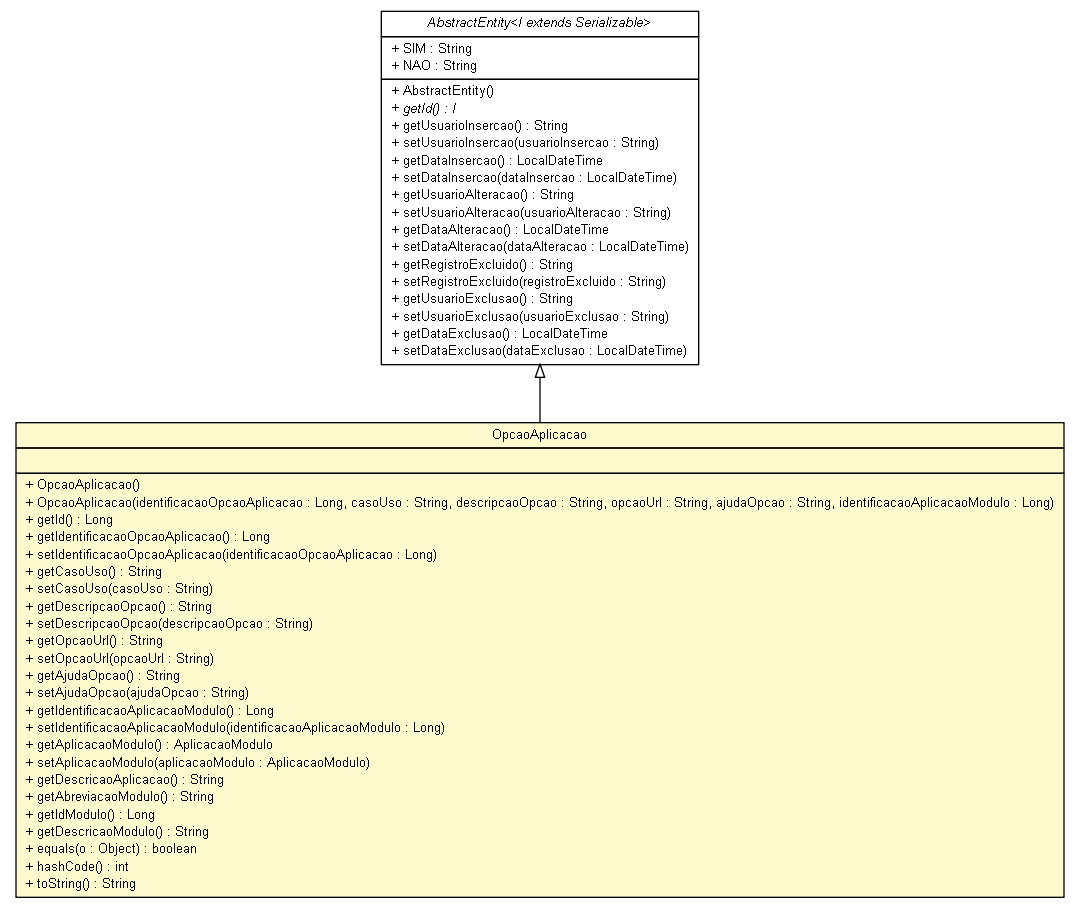 AbstractEntity<I extends Serializable>
+ SIM : String
+ NAO : String
+ AbstractEntity()
+ getId() : I
+ getUsuarioInsercao() : String
+ setUsuarioInsercao(usuarioInsercao : String)
+ getDataInsercao() : LocalDateTime
+ setDataInsercao(dataInsercao : LocalDateTime)
+ getUsuarioAlteracao() : String
+ setUsuarioAlteracao(usuarioAlteracao : String)
+ getDataAlteracao() : LocalDateTime
+ setDataAlteracao(dataAlteracao : LocalDateTime)
+ getRegistroExcluido() : String
+ setRegistroExcluido(registroExcluido : String)
+ getUsuarioExclusao() : String
+ setUsuarioExclusao(usuarioExclusao : String)
+ getDataExclusao() : LocalDateTime
+ setDataExclusao(dataExclusao : LocalDateTime)
OpcaoAplicacao
+ OpcaoAplicacao()
+ OpcaoAplicacao(identificacaoOpcaoAplicacao : Long, casoUso : String, descripcaoOpcao : String, opcaoUrl : String, ajudaOpcao : String, identificacaoAplicacaoModulo : Long)
+ getId() : Long
+ getIdentificacaoOpcaoAplicacao() : Long
+ setIdentificacaoOpcaoAplicacao(identificacaoOpcaoAplicacao : Long)
+ getCasoUso() : String
+ setCasoUso(casoUso : String)
+ getDescripcaoOpcao() : String
+ setDescripcaoOpcao(descripcaoOpcao : String)
+ getOpcaoUrl() : String
+ setOpcaoUrl(opcaoUrl : String)
+ getAjudaOpcao() : String
+ setAjudaOpcao(ajudaOpcao : String)
+ getIdentificacaoAplicacaoModulo() : Long
+ setIdentificacaoAplicacaoModulo(identificacaoAplicacaoModulo : Long)
+ getAplicacaoModulo() : AplicacaoModulo
+ setAplicacaoModulo(aplicacaoModulo : AplicacaoModulo)
+ getDescricaoAplicacao() : String
+ getAbreviacaoModulo() : String
+ getIdModulo() : Long
+ getDescricaoModulo() : String
+ equals(o : Object) : boolean
+ hashCode() : int
+ toString() : String